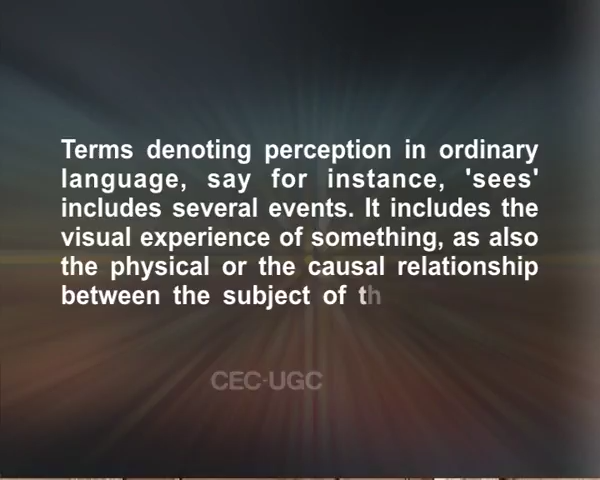 Terms denoting perception in ordinary
language, say for instance, 'sees'
includes several events. It includes the
visual experience of something, as also
the physical or the causal relationship
between the subject of th
CEC-UGC